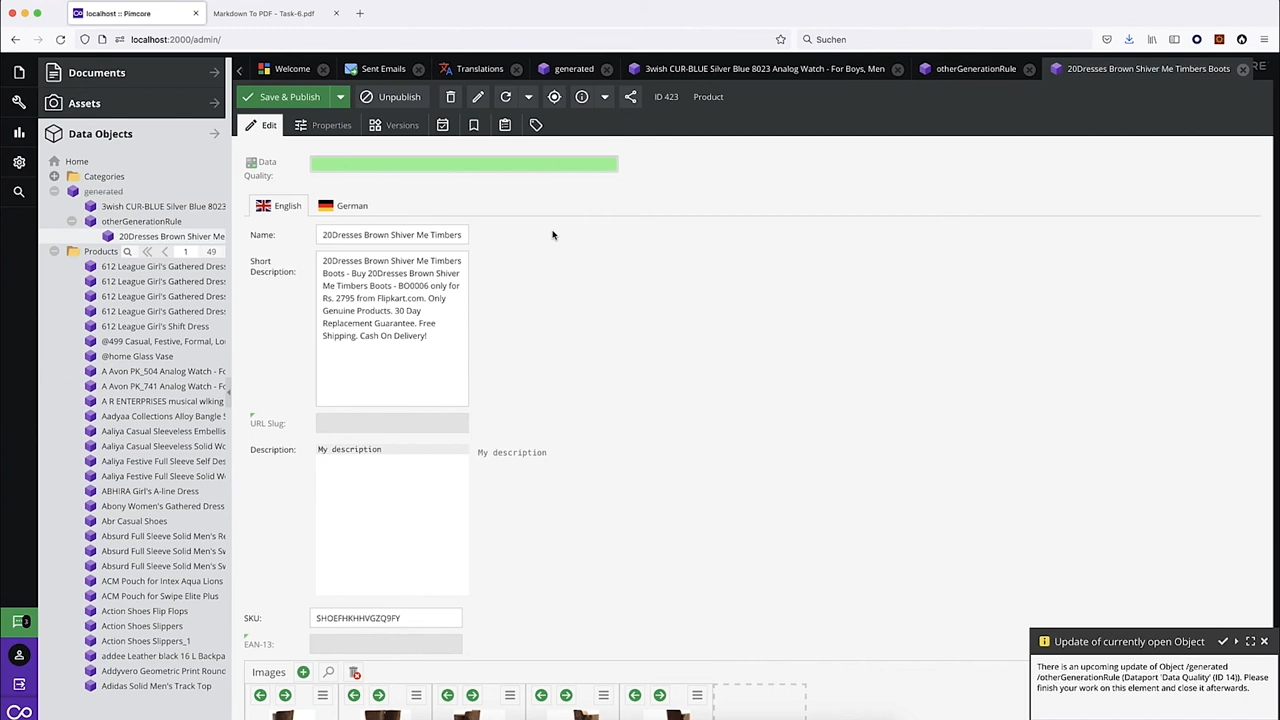 localhost :: Pimcore
Markdown To PDF - Task-6.pdf
localhost:2000/admin/
Suchen
Documents
Assets
Data Objects
Home
Categories
generated
3wish CUR-BLUE Silver Blue 8023
otherGenerationRule
20Dresses Brown Shiver Me
Products
1
49
612 League Girl's Gathered Dress
612 League Girl's Gathered Dress
612 League Girl's Gathered Dress
612 League Girl's Gathered Dress
612 League Girl's Shift Dress
@499 Casual, Festive, Formal, Lo
@home Glass Vase
A Avon PK_504 Analog Watch - Fo
A Avon PK_741 Analog Watch - Fo
A R ENTERPRISES musical wlking
Aadyaa Collections Alloy Bangle S
Aaliya Casual Sleeveless Embellis
Aaliya Casual Sleeveless Solid Wo
Aaliya Festive Full Sleeve Self Des
Aaliya Festive Full Sleeve Solid W
ABHIRA Girl's A-line Dress
Abony Women's Gathered Dress
Abr Casual Shoes
Absurd Full Sleeve Solid Men's Re
Absurd Full Sleeve Solid Men's Sw
Absurd Full Sleeve Solid Men's Sw
ACM Pouch for Intex Aqua Lions
ACM Pouch for Swipe Elite Plus
Action Shoes Flip Flops
Action Shoes Slippers
Action Shoes Slippers_1
addee Leather black 16 L Backpa
Addyvero Geometric Print Round
Adidas Solid Men's Track Top
Welcome
Sent Emails
Translations
generated
3wish CUR-BLUE Silver Blue 8023 Analog Watch - For Boys, Men
otherGenerationRule
20Dresses Brown Shiver Me Timbers Boots
RE
Save & Publish
Unpublish
ID 423
Product
Edit
Properties
Versions
Data
Quality:
English
German
Name:
20Dresses Brown Shiver Me Timbers
Short
Description:
20Dresses Brown Shiver Me Timbers
Boots - Buy 20Dresses Brown Shiver
Me Timbers Boots - BO0006 only for
Rs. 2795 from Flipkart.com. Only
Genuine Products. 30 Day
Replacement Guarantee. Free
Shipping. Cash On Delivery!
URL Slug:
Description:
My description
My description
SKU:
SHOEFHKHHVGZQ9FY
EAN-13:
Images
Update of currently open Object
There is an upcoming update of Object /generated
/otherGenerationRule (Dataport 'Data Quality' (ID 14)). Please
finish your work on this element and close it afterwards.